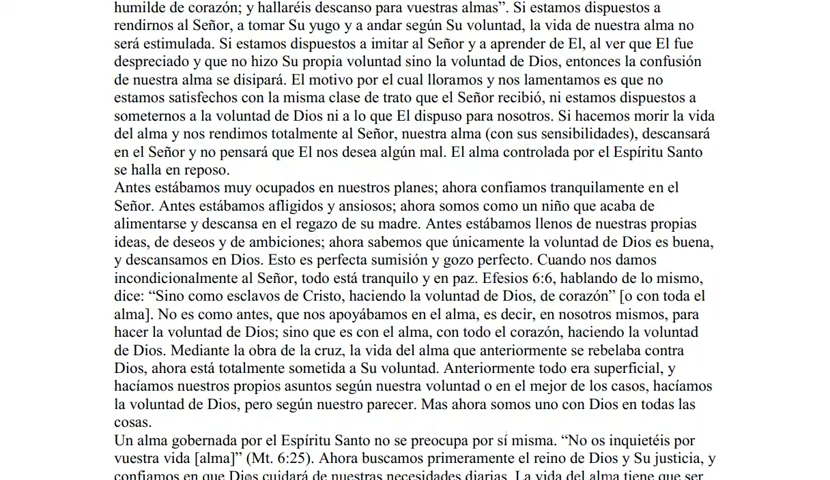 humilde de corazón; y hallaréis descanso para vuestras almas”. Si estamos dispuestos a
rendirnos al Señor, a tomar Su yugo y a andar según Su voluntad, la vida de nuestra alma no
será estimulada. Si estamos dispuestos a imitar al Señor y a aprender de El, al ver que El fue
despreciado y que no hizo Su propia voluntad sino la voluntad de Dios, entonces la confusión
de nuestra alma se disipará. El motivo por el cual lloramos y nos lamentamos es que no
estamos satisfechos con la misma clase de trato que el Señor recibió, ni estamos dispuestos a
someternos a la voluntad de Dios ni a lo que El dispuso para nosotros. Si hacemos morir la vida
del alma y nos rendimos totalmente al Señor, nuestra alma (con sus sensibilidades), descansará
en el Señor y no pensará que El nos desea algún mal. El alma controlada por el Espíritu Santo
se halla en reposo.
Antes estábamos muy ocupados en nuestros planes; ahora confiamos tranquilamente en el
Señor. Antes estábamos afligidos y ansiosos; ahora somos como un niño que acaba de
alimentarse y descansa en el regazo de su madre. Antes estábamos llenos de nuestras propias
ideas, de deseos y de ambiciones; ahora sabemos que únicamente la voluntad de Dios es buena,
y descansamos en Dios. Esto es perfecta sumisión y gozo perfecto. Cuando nos damos
incondicionalmente al Señor, todo está tranquilo y en paz. Efesios 6:6, hablando de lo mismo,
dice: “Sino como esclavos de Cristo, haciendo la voluntad de Dios, de corazón” [o con toda el
alma]. No es como antes, que nos apoyábamos en el alma, es decir, en nosotros mismos, para
hacer la voluntad de Dios; sino que es con el alma, con todo el corazón, haciendo la voluntad
de Dios. Mediante la obra de la cruz, la vida del alma que anteriormente se rebelaba contra
Dios, ahora está totalmente sometida a Su voluntad. Anteriormente todo era superficial, y
hacíamos nuestros propios asuntos según nuestra voluntad o en el mejor de los casos, hacíamos
la voluntad de Dios, pero según nuestro parecer. Mas ahora somos uno con Dios en todas las
cosas.
Un alma gobernada por el Espíritu Santo no se preocupa por sí misma. “No os inquietéis por
vuestra vida [alma]” (Mt. 6:25). Ahora buscamos primeramente el reino de Dios y Su justicia, y
confiamos en que Dios cuidará de nuestras necesidades diarias. La vida del alma tiene que ser